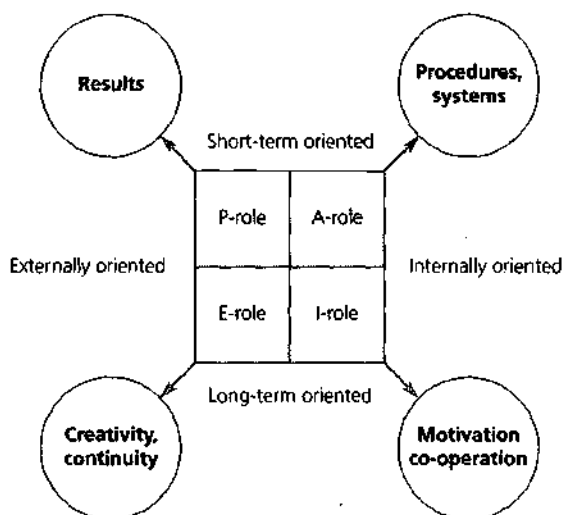 Results
Procedures,
systems
Short-term oriented
P-role
A-role
Externally oriented
Internally oriented
E-role
I-role
Long-term oriented
Creativity,
continuity
Motivation
co-operation